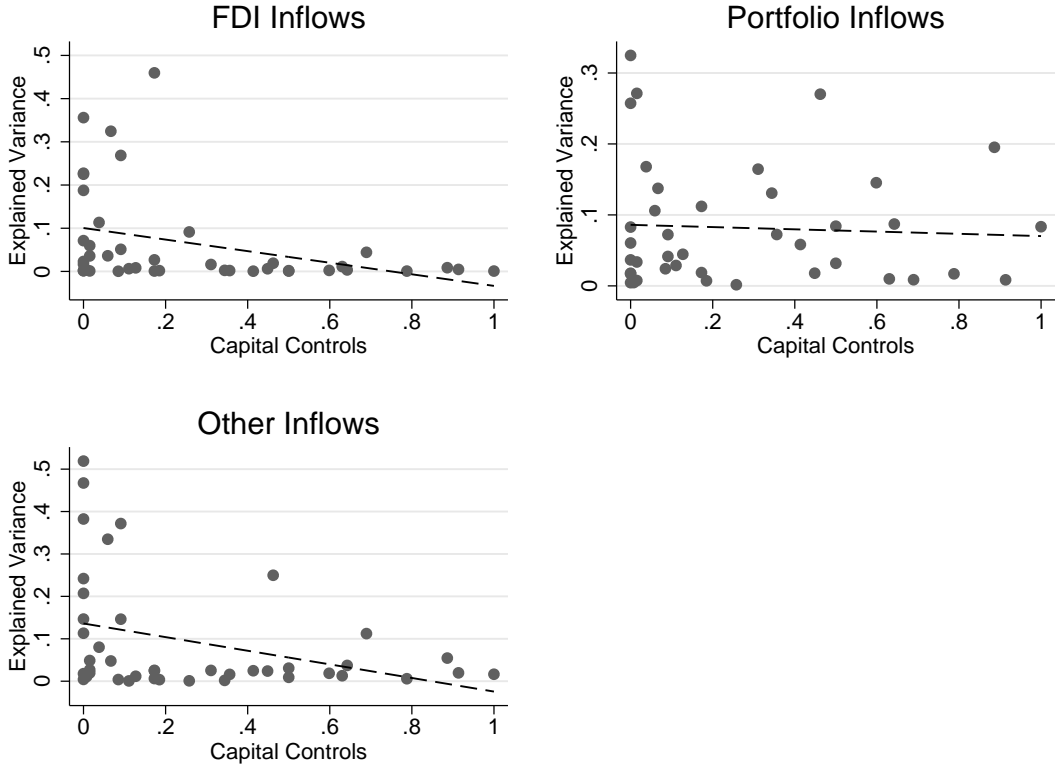 FDI Inflows
Explained Variance
.5
.4
.3
.2
.1
0
0 .2 .4 .6 .8 1
Capital Controls
Portfolio Inflows
Explained Variance
.3
.2
.1
0
0 .2 .4 .6 .8 1
Capital Controls
Other Inflows
Explained Variance
.5
.4
.3
.2
.1
0
0 .2 .4 .6 .8 1
Capital Controls